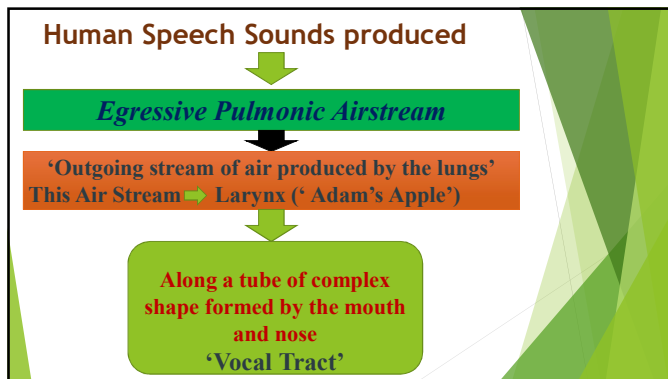 Human Speech Sounds produced
Egressive Pulmonic Airstream
‘Outgoing stream of air produced by the lungs’
This Air Stream Larynx (‘ Adam’s Apple’)
Along a tube of complex
shape formed by the mouth
and nose
‘Vocal Tract’